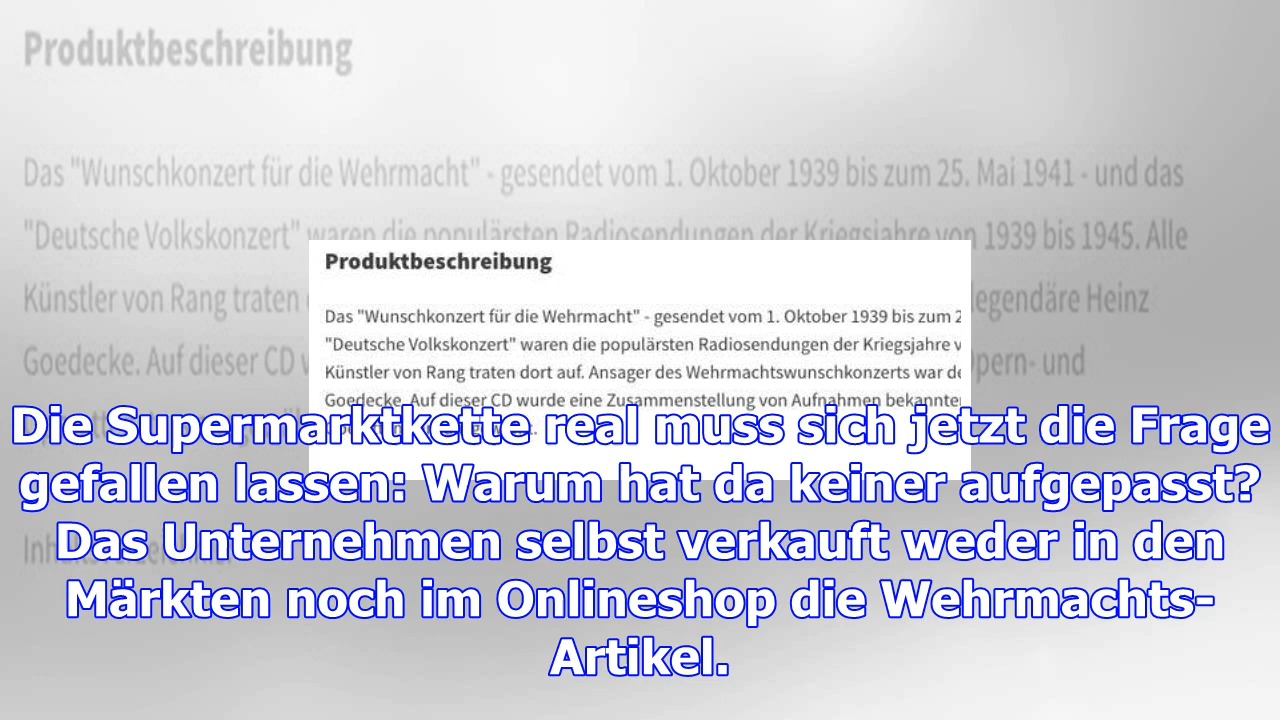 Produktbeschreibung
Das "Wunschkonzert für die Wehrmacht" - gesendet vom 1. Oktober 1939 bis zum 25. Mai 1941 - und das
"Deutsche Volkskonzert" waren die populärsten Radiosendungen der Kriegsjahre von 1939 bis 1945. Alle
Künstler von Rang traten legendäre Heinz
Goedecke. Auf dieser CD Opern- und
Produktbeschreibung
Das "Wunschkonzert für die Wehrmacht" - gesendet vom 1. Oktober 1939 bis zum 2
"Deutsche Volkskonzert" waren die populärsten Radiosendungen der Kriegsjahre v
Künstler von Rang traten dort auf. Ansager des Wehrmachtswunschkonzerts war de
Goedecke. Auf dieser CD wurde eine Zusammenstellung von Aufnahmen bekannter
Die Supermarktkette real muss sich jetzt die Frage
gefallen lassen: Warum hat da keiner aufgepasst?
Das Unternehmen selbst verkauft weder in den
Märkten noch im Onlineshop die Wehrmachts-
Artikel.